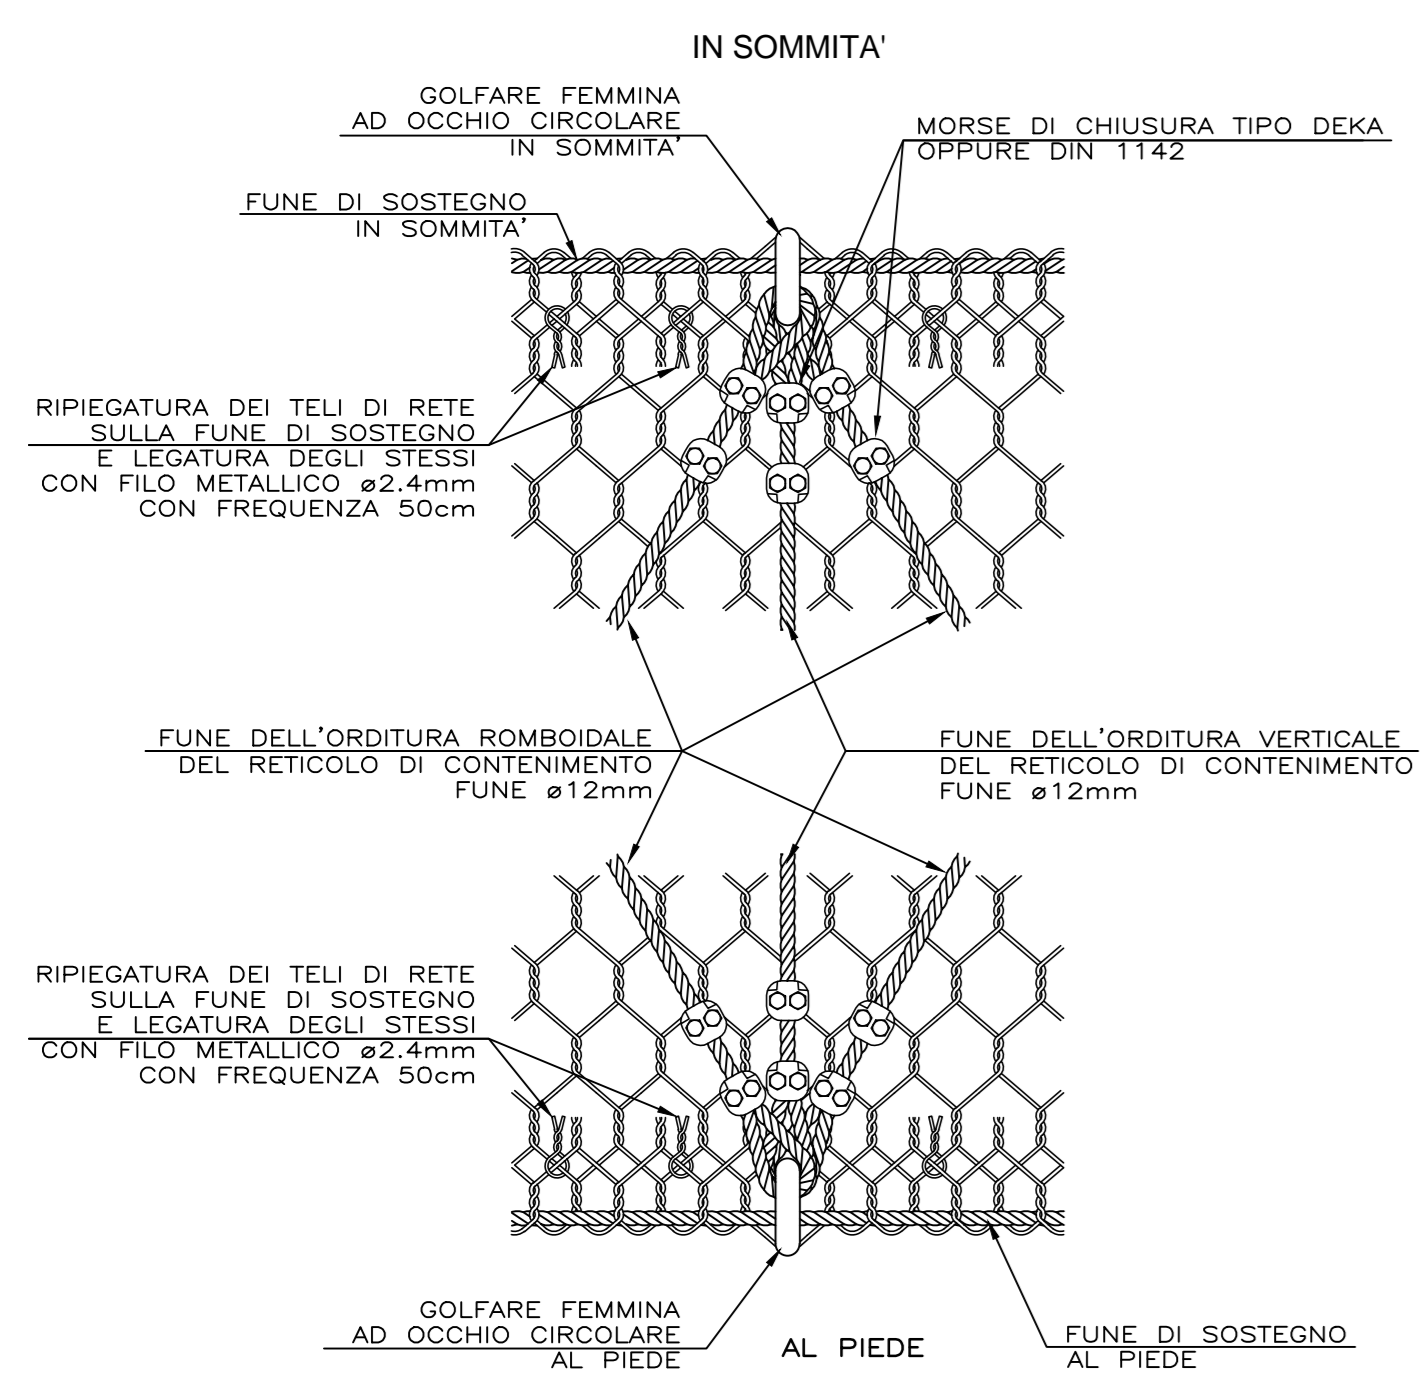 IN SOMMITA'
GOLFARE FEMMINA
AD OCCHIO CIRCOLARE
IN SOMMITA'
MORSE DI CHIUSURA TIPO DEKA
OPPURE DIN 1142
FUNE DI SOSTEGNO
IN SOMMITA'
RIPIEGATURA DEI TELI DI RETE
SULLA FUNE DI SOSTEGNO
E LEGATURA DEGLI STESSI
CON FILO METALLICO ø2.4mm
CON FREQUENZA 50cm
FUNE DELL'ORDITURA ROMBOIDALE
DEL RETICOLO DI CONTENIMENTO
FUNE ø12mm
FUNE DELL'ORDITURA VERTICALE
DEL RETICOLO DI CONTENIMENTO
FUNE ø12mm
RIPIEGATURA DEI TELI DI RETE
SULLA FUNE DI SOSTEGNO
E LEGATURA DEGLI STESSI
CON FILO METALLICO ø2.4mm
CON FREQUENZA 50cm
GOLFARE FEMMINA
AD OCCHIO CIRCOLARE
AL PIEDE
AL PIEDE
FUNE DI SOSTEGNO
AL PIEDE